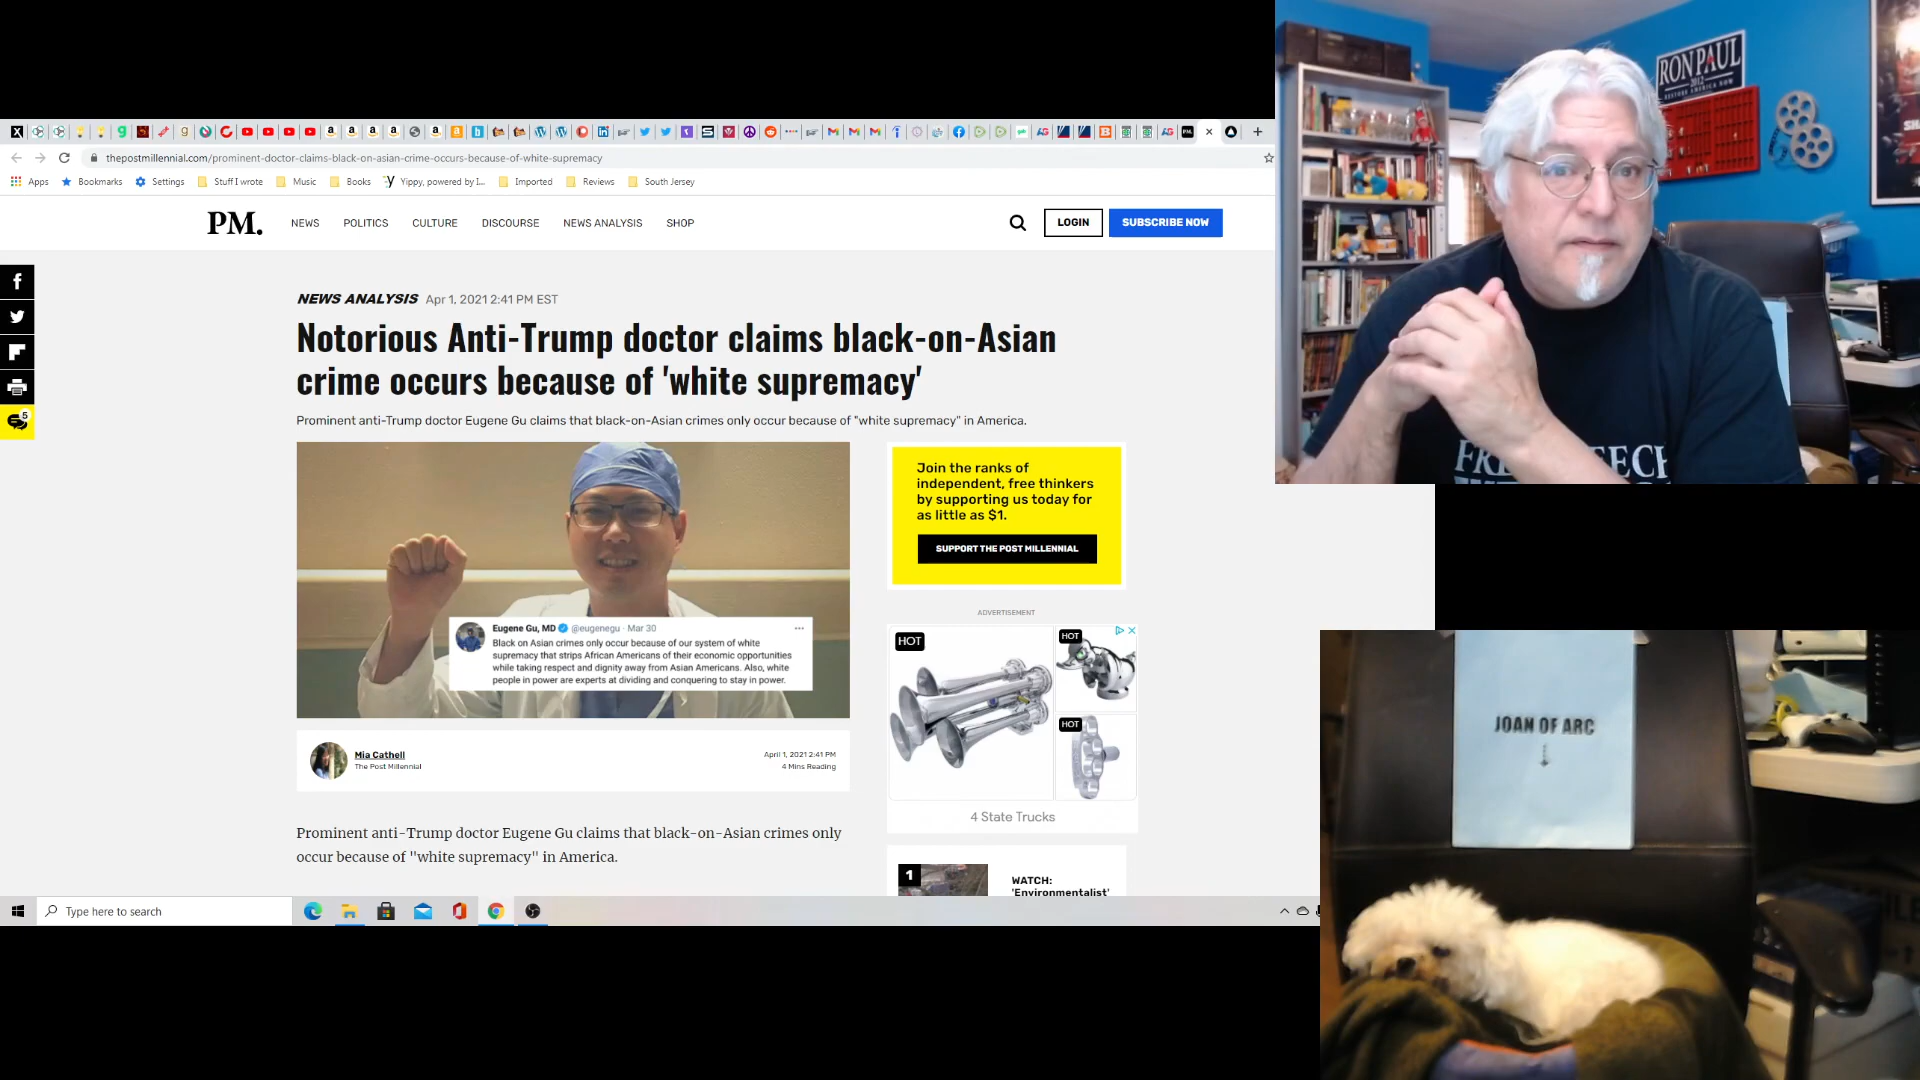 thepostmillennial.com/prominent-doctor-claims-black-on-asian-crime-occurs-because-of-white-supremacy
Apps Bookmarks Settings Stuff I wrote Music Books Yippy, powered by I... Imported Reviews South Jersey
PM. NEWS POLITICS CULTURE DISCOURSE NEWS ANALYSIS SHOP LOGIN SUBSCRIBE NOW
5
NEWS ANALYSIS Apr 1, 2021 2:41 PM EST
Notorious Anti-Trump doctor claims black-on-Asian
crime occurs because of 'white supremacy'
Prominent anti-Trump doctor Eugene Gu claims that black-on-Asian crimes only occur because of "white supremacy" in America.
Eugene Gu, MD @eugenegu · Mar 30
Black on Asian crimes only occur because of our system of white
supremacy that strips African Americans of their economic opportunities
while taking respect and dignity away from Asian Americans. Also, white
people in power are experts at dividing and conquering to stay in power.
Mia Cathell
The Post Millennial
April 1, 2021 2:41 PM
4 Mins Reading
Prominent anti-Trump doctor Eugene Gu claims that black-on-Asian crimes only
occur because of "white supremacy" in America.
Join the ranks of
independent, free thinkers
by supporting us today for
as little as $1.
SUPPORT THE POST MILLENNIAL
ADVERTISEMENT
HOT
HOT
HOT
4 State Trucks
1
WATCH:
'Environmentalist'
Type here to search
RON PAUL
2012
RESTORE AMERICA NOW
JOAN OF ARC